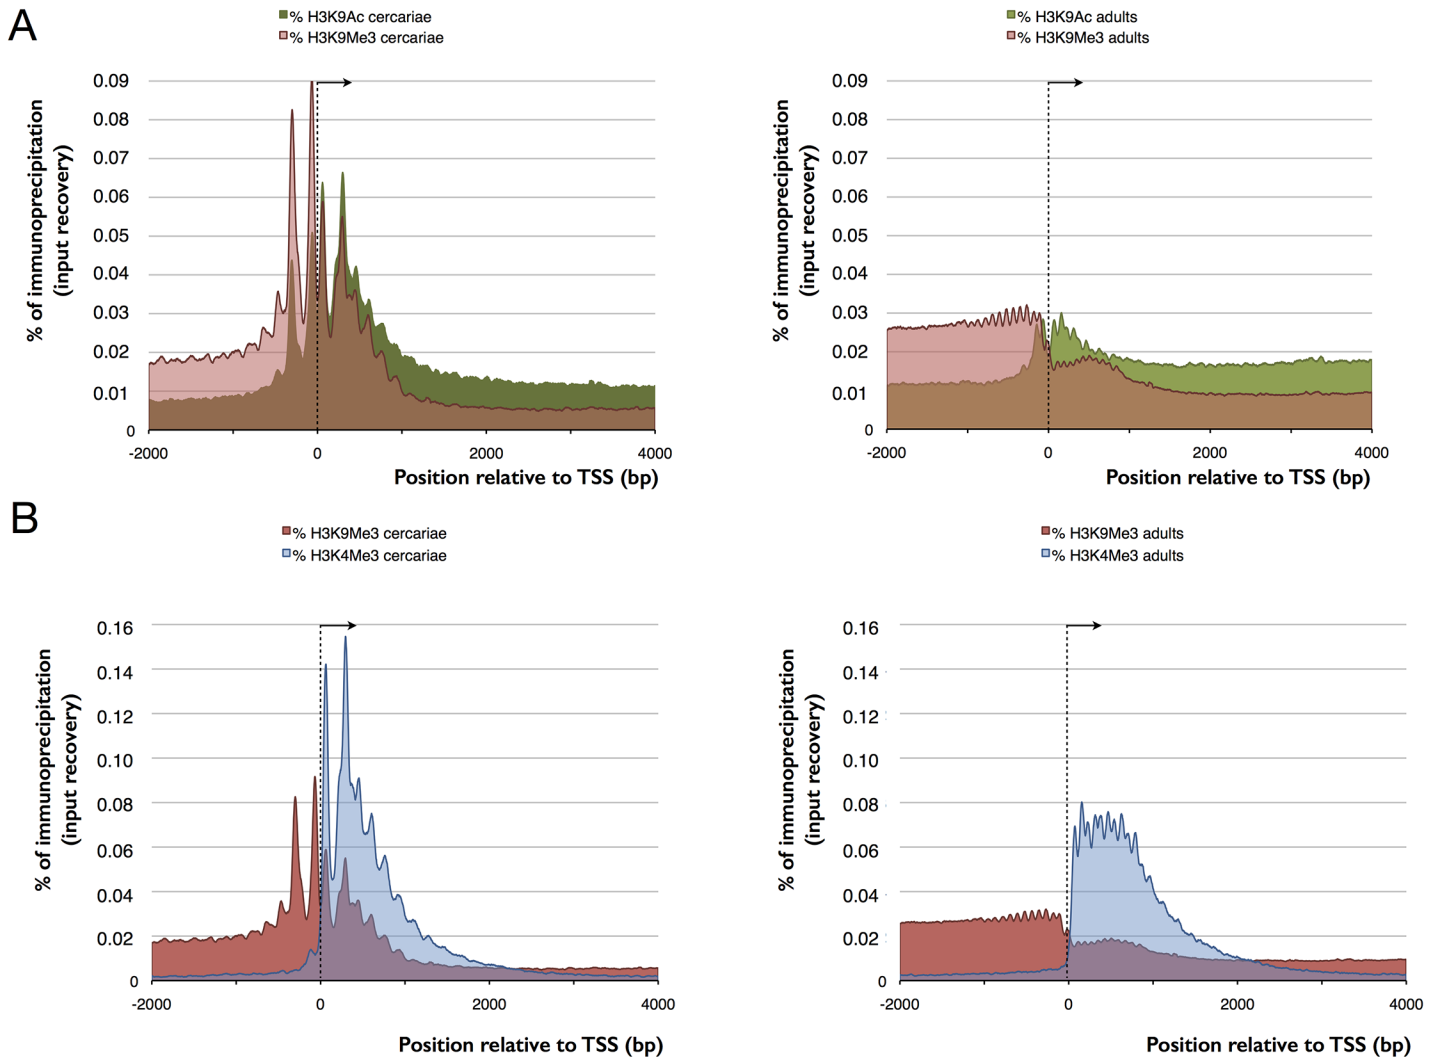 A
% H3K9Ac cercariae
% H3K9Me3 cercariae
% of immunoprecipitation
(input recovery)
0.09
0.08
0.07
0.06
0.05
0.04
0.03
0.02
0.01
0
-2000
0
2000
4000
Position relative to TSS (bp)
% H3K9Ac adults
% H3K9Me3 adults
% of immunoprecipitation
(input recovery)
0.09
0.08
0.07
0.06
0.05
0.04
0.03
0.02
0.01
0
-2000
0
2000
4000
Position relative to TSS (bp)
B
% H3K9Me3 cercariae
% H3K4Me3 cercariae
% of immunoprecipitation
(input recovery)
0.16
0.14
0.12
0.10
0.08
0.06
0.04
0.02
0
-2000
0
2000
4000
Position relative to TSS (bp)
% H3K9Me3 adults
% H3K4Me3 adults
% of immunoprecipitation
(input recovery)
0.16
0.14
0.12
0.10
0.08
0.06
0.04
0.02
0
-2000
0
2000
4000
Position relative to TSS (bp)